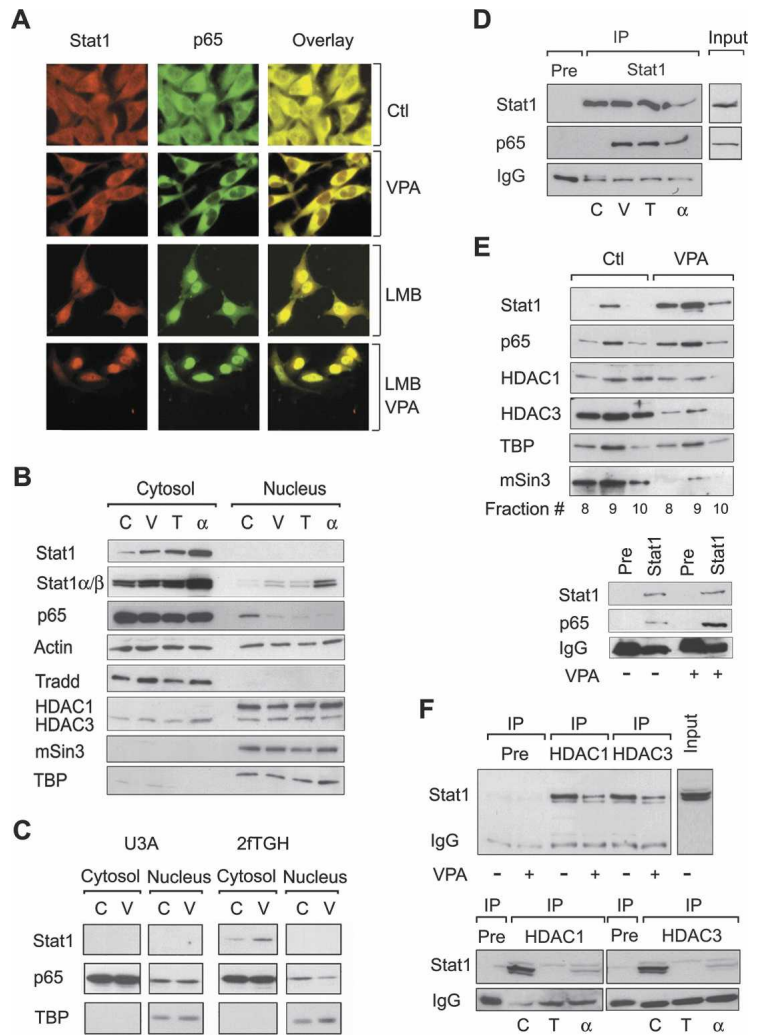 A
Stat1 p65 Overlay
Ctl
VPA
LMB
LMB
VPA
B
Cytosol Nucleus
C V T α C V T α
Stat1
Stat1α/β
p65
Actin
Tradd
HDAC1
HDAC3
mSin3
TBP
C
U3A 2fTGH
Cytosol Nucleus Cytosol Nucleus
C V C V C V C V
Stat1
p65
TBP
D
IP Input
Pre Stat1
Stat1
p65
IgG
C V T α
E
Ctl VPA
Stat1
p65
HDAC1
HDAC3
TBP
mSin3
Fraction # 8 9 10 8 9 10
Pre Stat1 Pre Stat1
Stat1
p65
IgG
VPA - - + +
F
IP IP IP Input
Pre HDAC1 HDAC3
Stat1
IgG
VPA - + - + - + -
IP IP IP IP
Pre HDAC1 Pre HDAC3
Stat1
IgG
C T α C T α